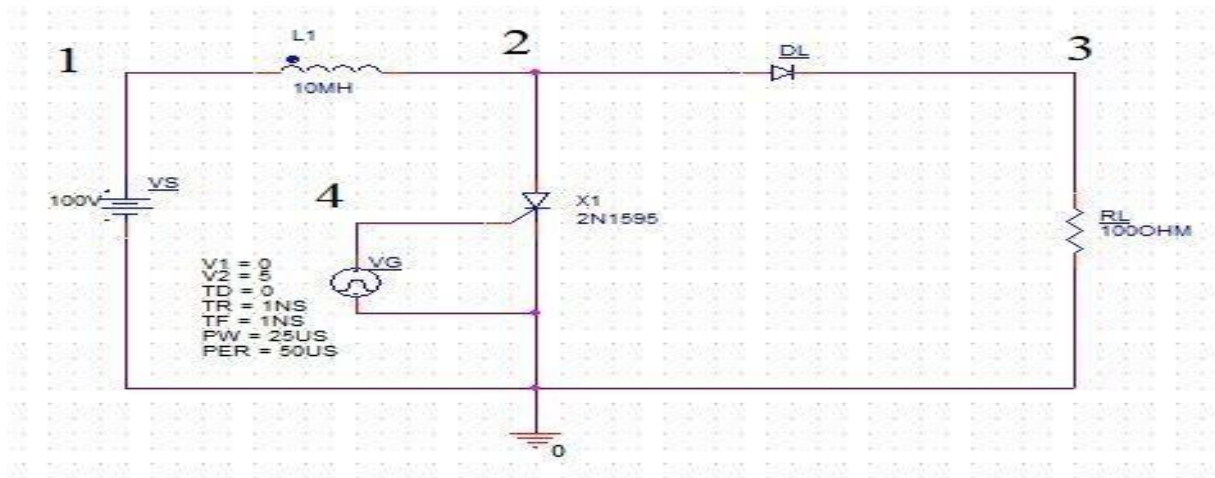 1
L1
10MH
2
DL
3
VS
100V
4
X1
2N1595
VG
V1 = 0
V2 = 5
TD = 0
TR = 1NS
TF = 1NS
PW = 25US
PER = 50US
RL
100OHM
0